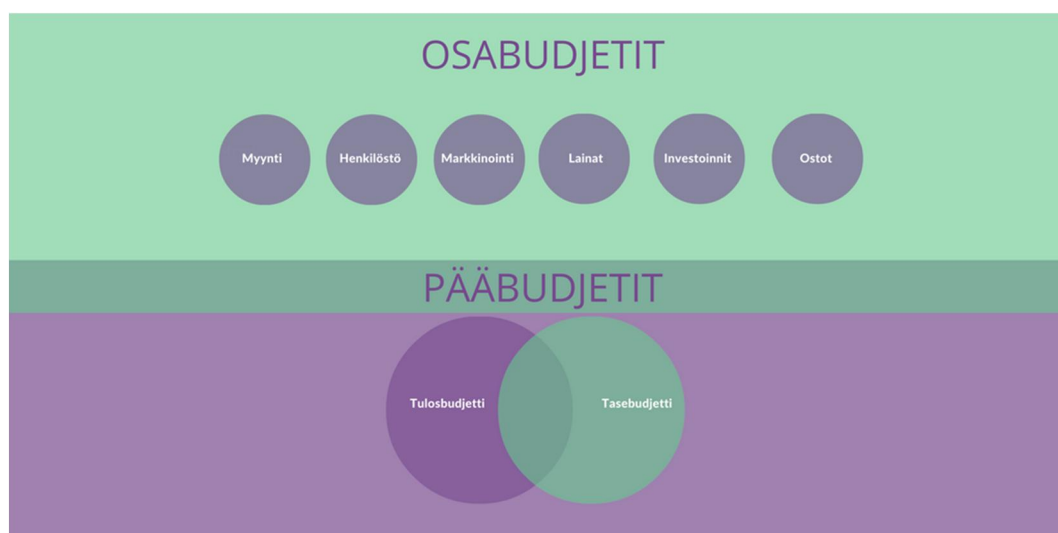 OSABUDJETIT
Myynti
Henkilöstö
Markkinointi
Lainat
Investoinnit
Ostot
PÄÄBUDJETIT
Tulosbudjetti
Tasebudjetti